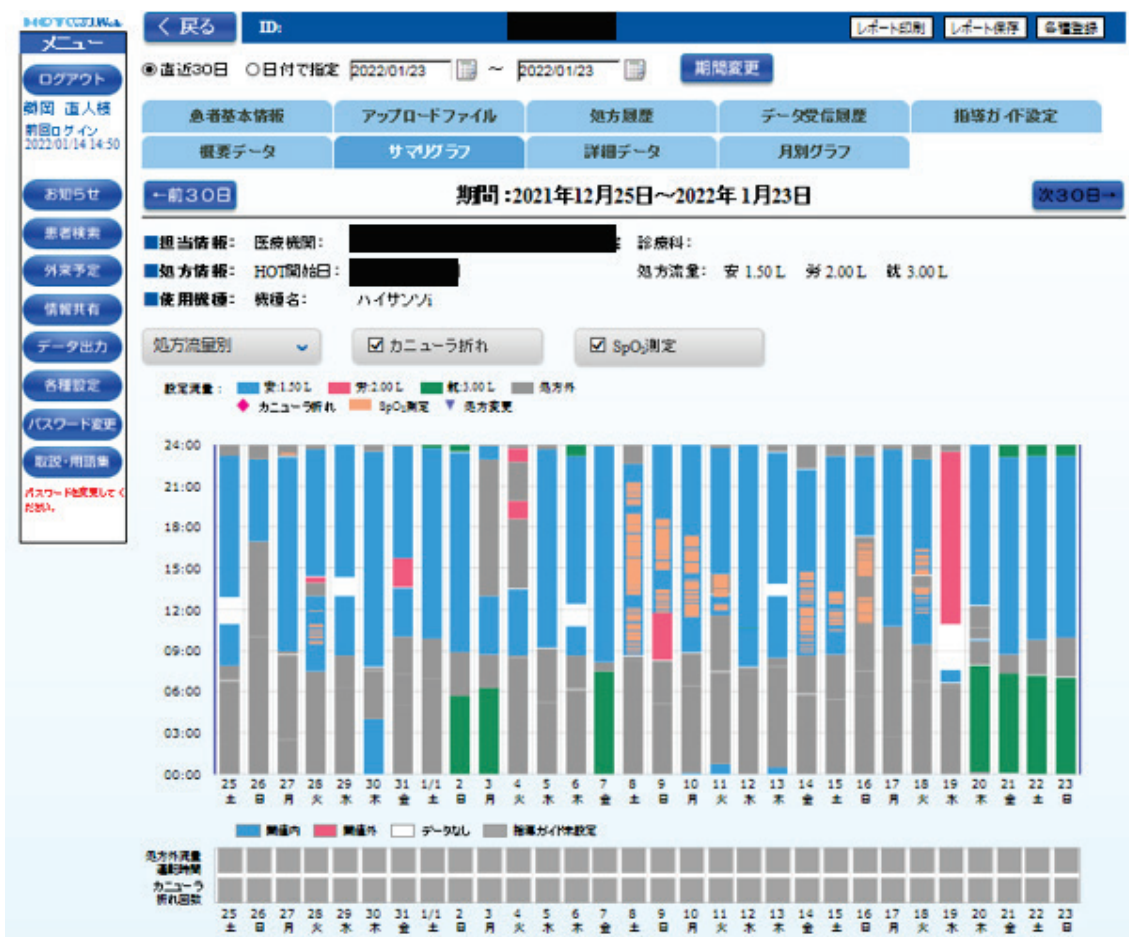 メニュー
く 戻る ID: レポート印刷 レポート保存 各種登録
ログアウト
直近30日 日付で指定 2022/01/23 ～ 2022/01/23 期間変更
直人様
前回ログイン
2022/01/14 14:50
患者基本情報 アップロードファイル 処方履歴 データ受信履歴 指導ガイド設定
概要データ サマリグラフ 詳細データ 月別グラフ
お知らせ
患者検索
外来予定
情報共有
データ出力
各種設定
パスワード変更
取説・用語集
パスワードを変更してく
ださい。
←前30日 期間:2021年12月25日～2022年 1月23日 次30日→
■担当情報: 医療機関: 診療科:
■処方情報: HOT開始日: 処方流量: 安 1.50 L 労 2.00 L 就 3.00 L
■使用機種: 機種名: ハイサンソi
処方流量別 カニューラ折れ SpO₂測定
設定流量: 安:1.50 L 労:2.00 L 就:3.00 L 処方外
カニューラ折れ SpO₂測定 処方変更
24:00
21:00
18:00
15:00
12:00
09:00
06:00
03:00
00:00
25 26 27 28 29 30 31 1/1 2 3 4 5 6 7 8 9 10 11 12 13 14 15 16 17 18 19 20 21 22 23
土 日 月 火 水 木 金 土 日 月 火 水 木 金 土 日 月 火 水 木 金 土 日 月 火 水 木 金 土 日
閾値内 閾値外 データなし 指導ガイド未設定
処方外流量
運転時間
カニューラ
折れ回数
25 26 27 28 29 30 31 1/1 2 3 4 5 6 7 8 9 10 11 12 13 14 15 16 17 18 19 20 21 22 23
土 日 月 火 水 木 金 土 日 月 火 水 木 金 土 日 月 火 水 木 金 土 日 月 火 水 木 金 土 日